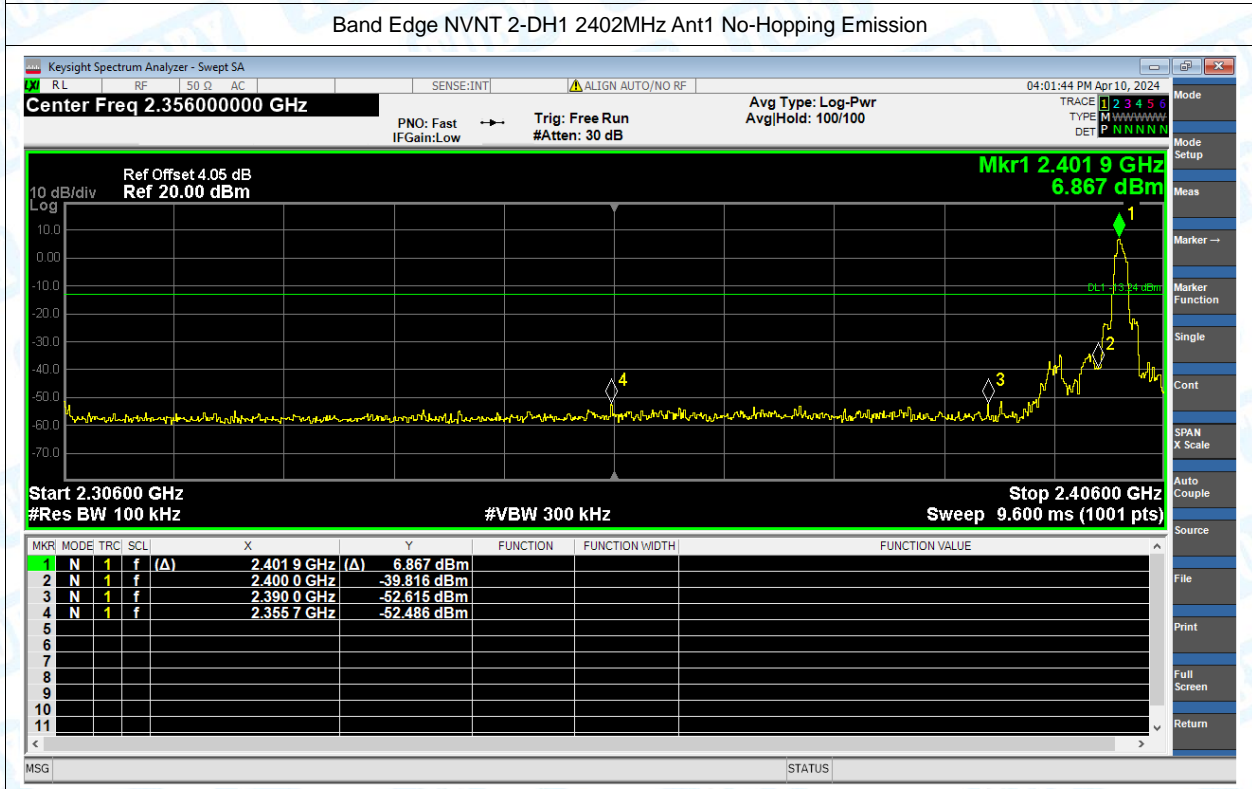 Band Edge NVNT 2-DH1 2402MHz Ant1 No-Hopping Emission
Keysight Spectrum Analyzer - Swept SA
LXI RL RF 50 Ω AC SENSE:INT ALIGN AUTO/NO RF 04:01:44 PM Apr 10, 2024
Center Freq 2.356000000 GHz
PNO: Fast
IFGain:Low
Trig: Free Run
#Atten: 30 dB
Avg Type: Log-Pwr
Avg|Hold: 100/100
TRACE 1 2 3 4 5 6
TYPE M WWWWW
DET P N N N N N
Mkr1 2.401 9 GHz
6.867 dBm
Ref Offset 4.05 dB
10 dB/div Ref 20.00 dBm
Log
10.0
0.00
-10.0
-20.0
-30.0
-40.0
-50.0
-60.0
-70.0
DL1 -13.24 dBm
1
2
3
4
Start 2.30600 GHz Stop 2.40600 GHz
#Res BW 100 kHz #VBW 300 kHz Sweep 9.600 ms (1001 pts)
MKR MODE TRC SCL X Y FUNCTION FUNCTION WIDTH FUNCTION VALUE
1 N 1 f (Δ) 2.401 9 GHz (Δ) 6.867 dBm
2 N 1 f 2.400 0 GHz -39.816 dBm
3 N 1 f 2.390 0 GHz -52.615 dBm
4 N 1 f 2.355 7 GHz -52.486 dBm
5
6
7
8
9
10
11
MSG STATUS
Mode
Mode
Setup
Meas
Marker →
Marker
Function
Single
Cont
SPAN
X Scale
Auto
Couple
Source
File
Print
Full
Screen
Return